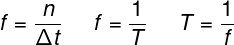 f = n/Δt   f = 1/T   T = 1/f